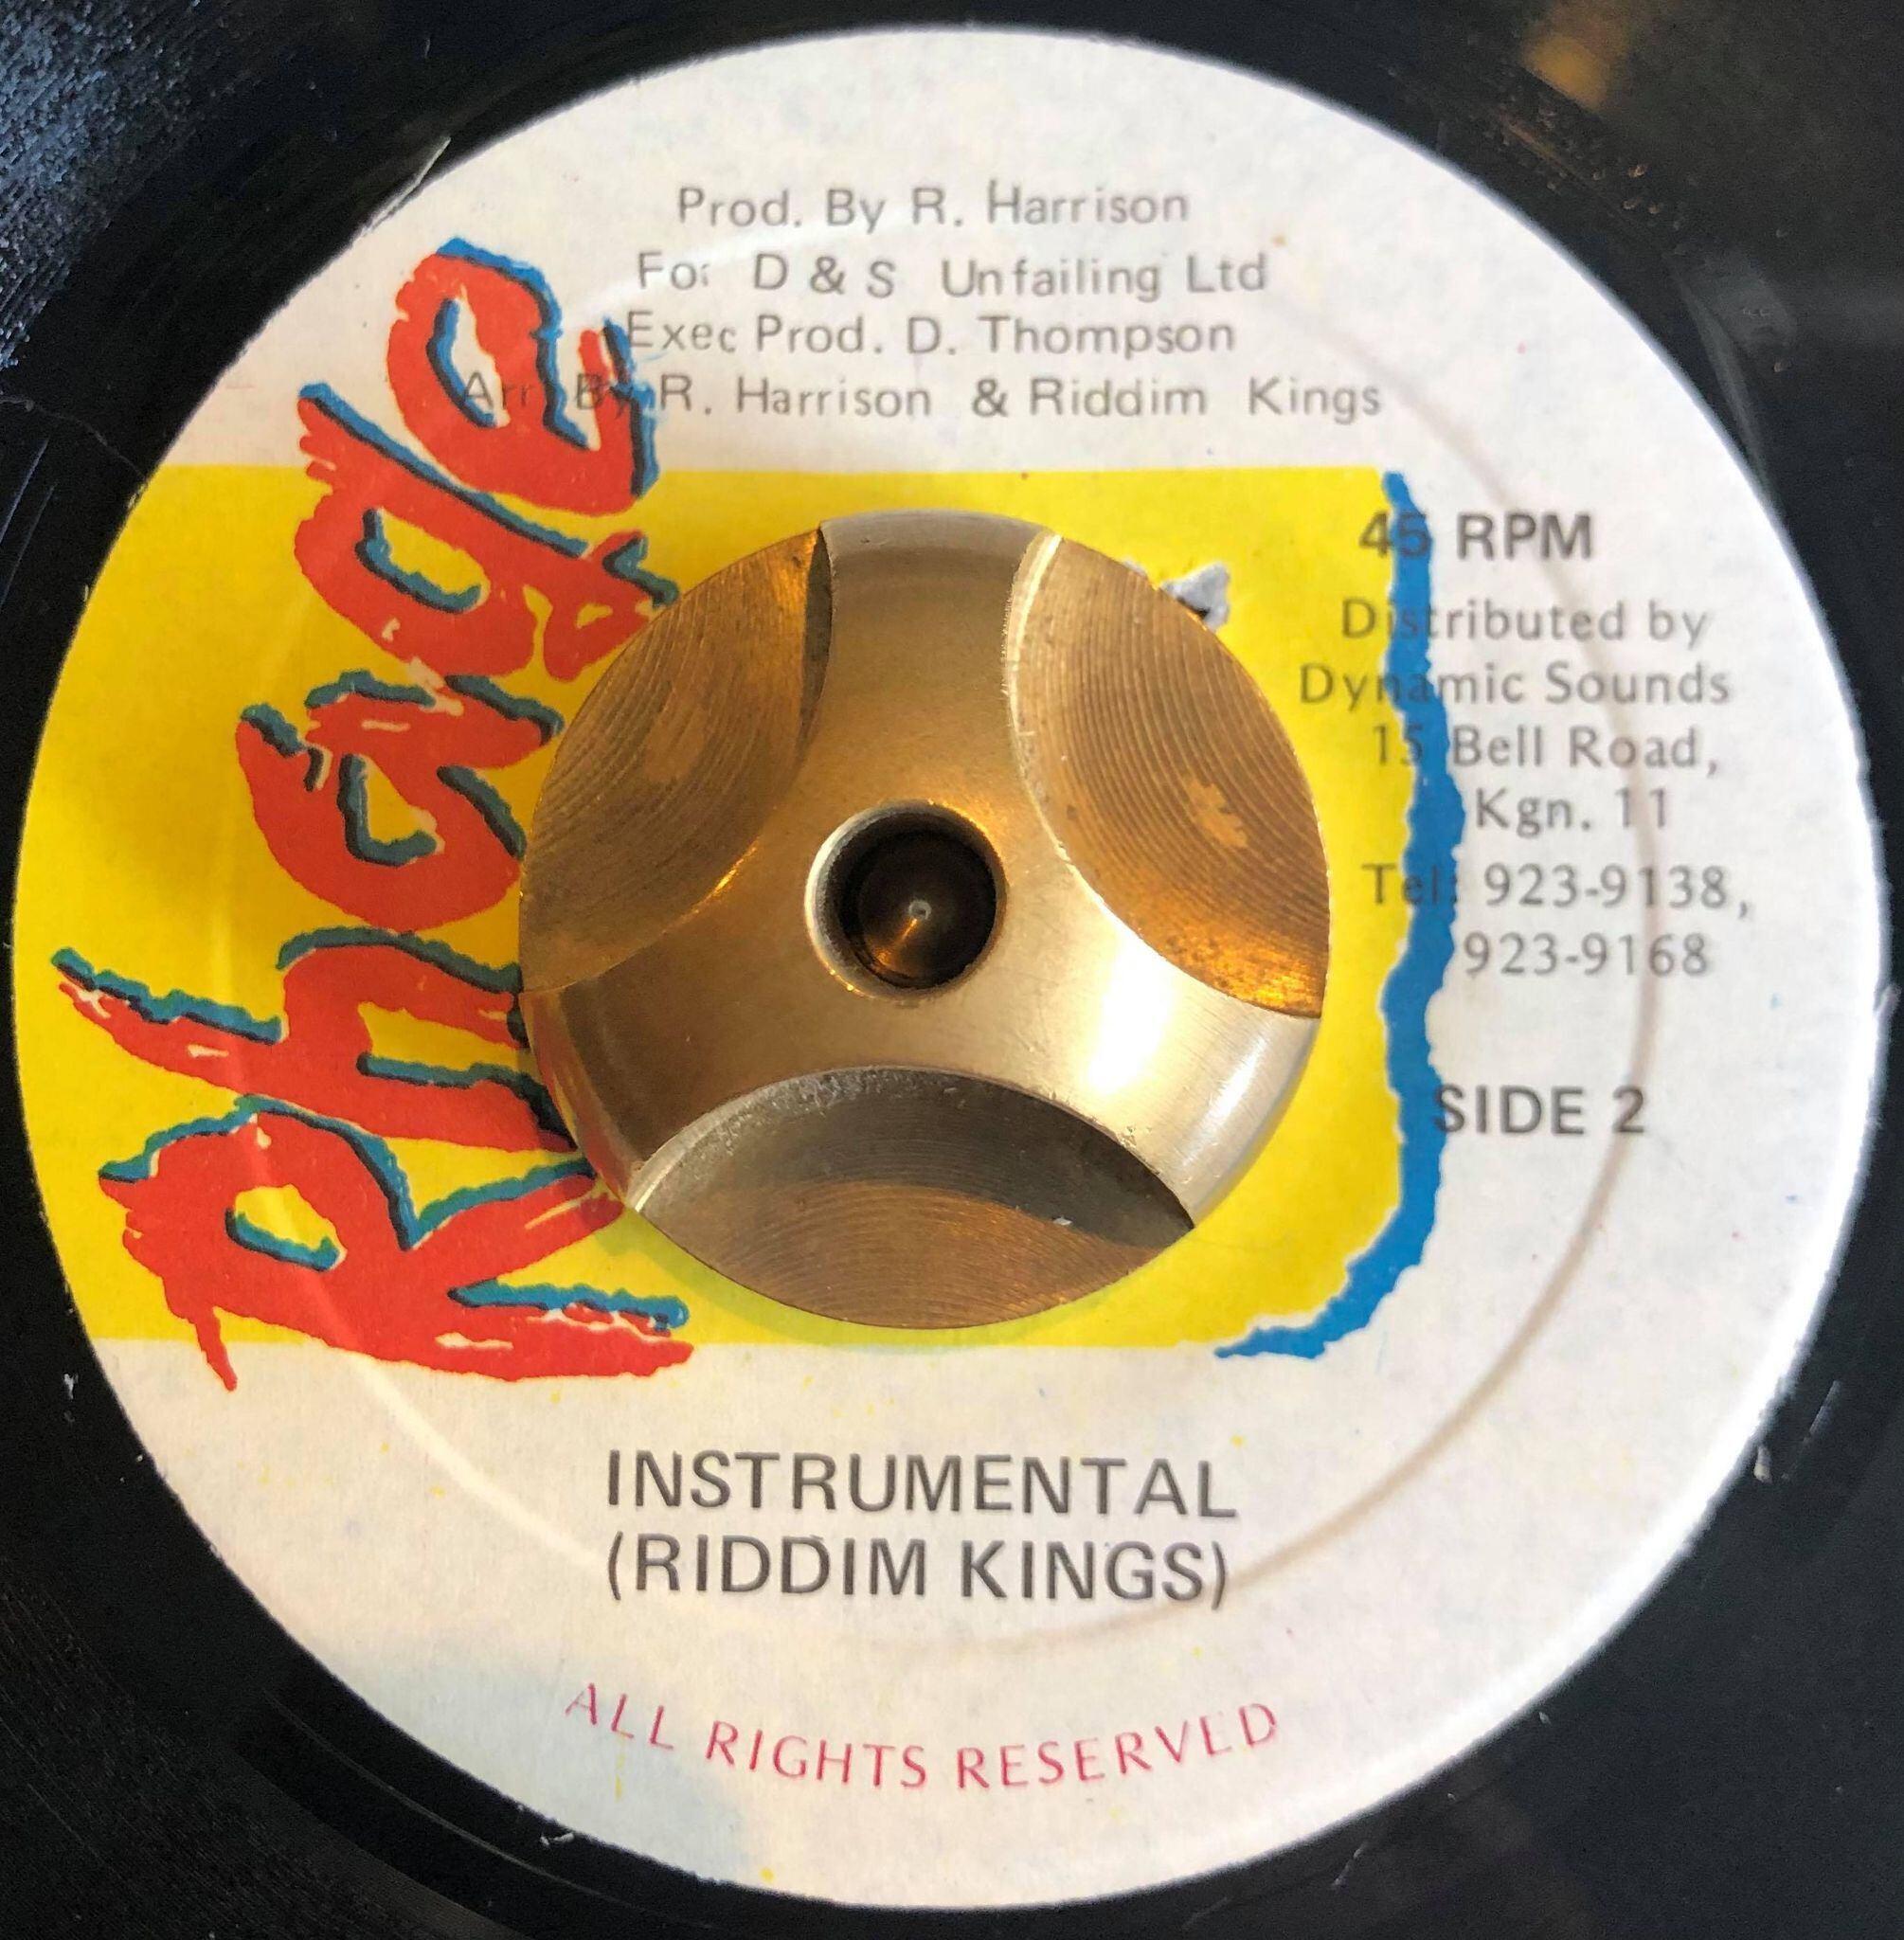 Prod. By R. Harrison
For D & S Unfailing Ltd
Exec Prod. D. Thompson
Arr By R. Harrison & Riddim Kings
Rhade
45 RPM
Distributed by
Dynamic Sounds
15 Bell Road,
Kgn. 11
Tel: 923-9138,
923-9168
SIDE 2
INSTRUMENTAL
(RIDDIM KINGS)
ALL RIGHTS RESERVED